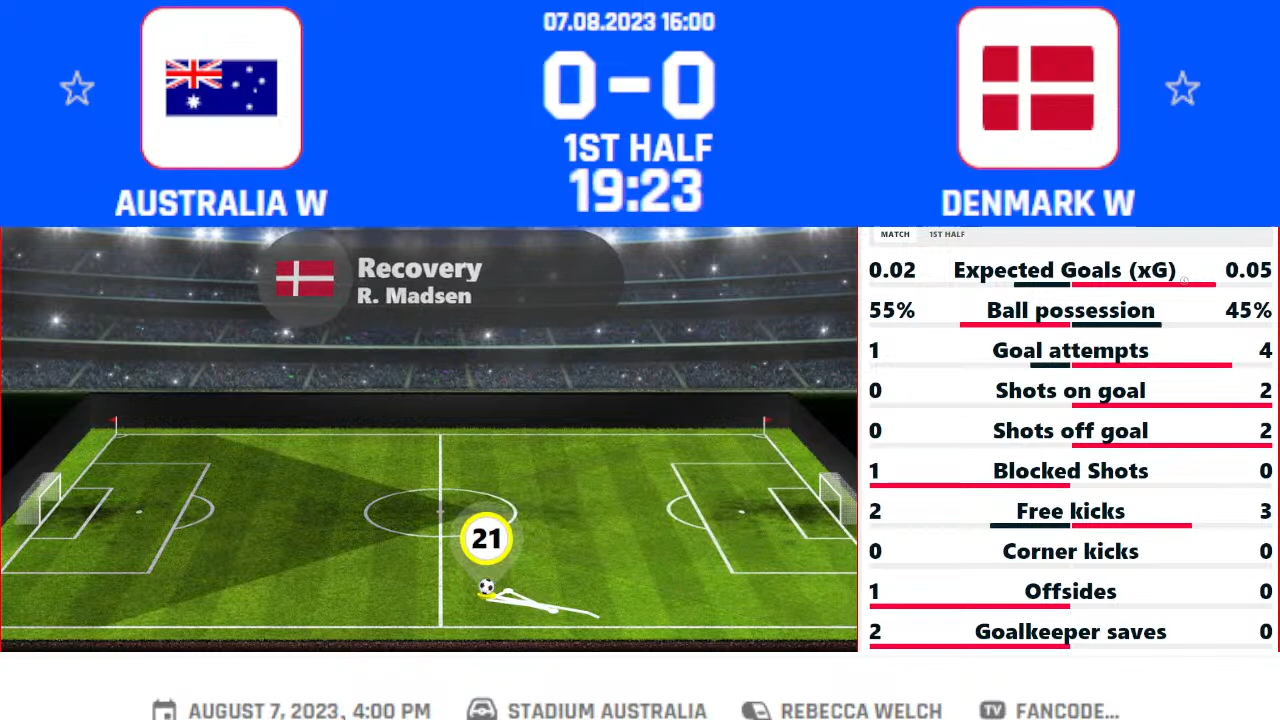 07.08.2023 16:00
0-0
1ST HALF
19:23
AUSTRALIA W
DENMARK W
Recovery
R. Madsen
21
MATCH 1ST HALF
0.02 Expected Goals (xG) 0.05
55% Ball possession 45%
1 Goal attempts 4
0 Shots on goal 2
0 Shots off goal 2
1 Blocked Shots 0
2 Free kicks 3
0 Corner kicks 0
1 Offsides 0
2 Goalkeeper saves 0
AUGUST 7, 2023, 4:00 PM STADIUM AUSTRALIA REBECCA WELCH TV FANCODE...